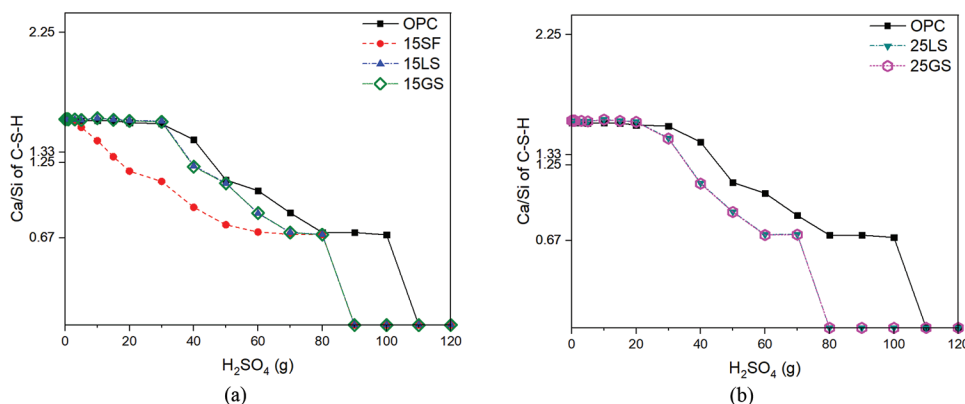 (a)
OPC
15SF
15LS
15GS
Ca/Si of C-S-H
2.25
1.33
1.25
0.67
0 20 40 60 80 100 120
H₂SO₄ (g)
(b)
OPC
25LS
25GS
Ca/Si of C-S-H
2.25
1.33
1.25
0.67
0 20 40 60 80 100 120
H₂SO₄ (g)
(a)
(b)